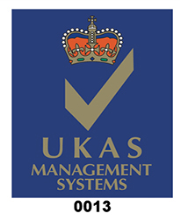 UKAS
MANAGEMENT
SYSTEMS
0013